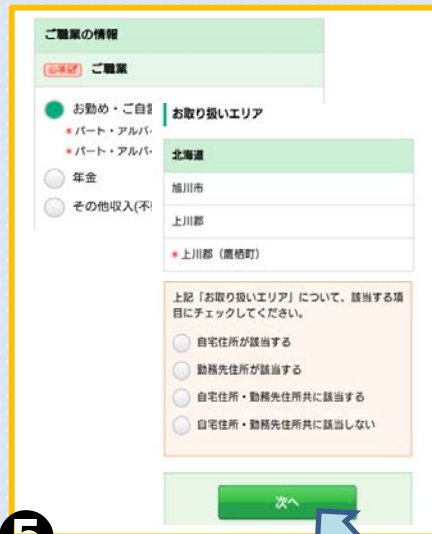 ご職業の情報
ご職業
お勤め・ご自
＊パート・アルバ
＊パート・アルバ
年金
その他収入(不
お取り扱いエリア
北海道
旭川市
上川郡
＊上川郡（鷹栖町）
上記「お取り扱いエリア」について、該当する項
目にチェックしてください。
自宅住所が該当する
勤務先住所が該当する
自宅住所・勤務先住所共に該当する
自宅住所・勤務先住所共に該当しない
次へ
5